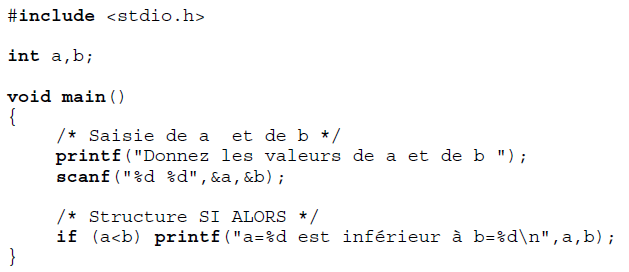 #include <stdio.h>
int a,b;
void main()
{
/* Saisie de a  et de b */
printf("Donnez les valeurs de a et de b ");
scanf("%d %d",&a,&b);
/* Structure SI ALORS */
if (a<b) printf("a=%d est inférieur à b=%d\n",a,b);
}